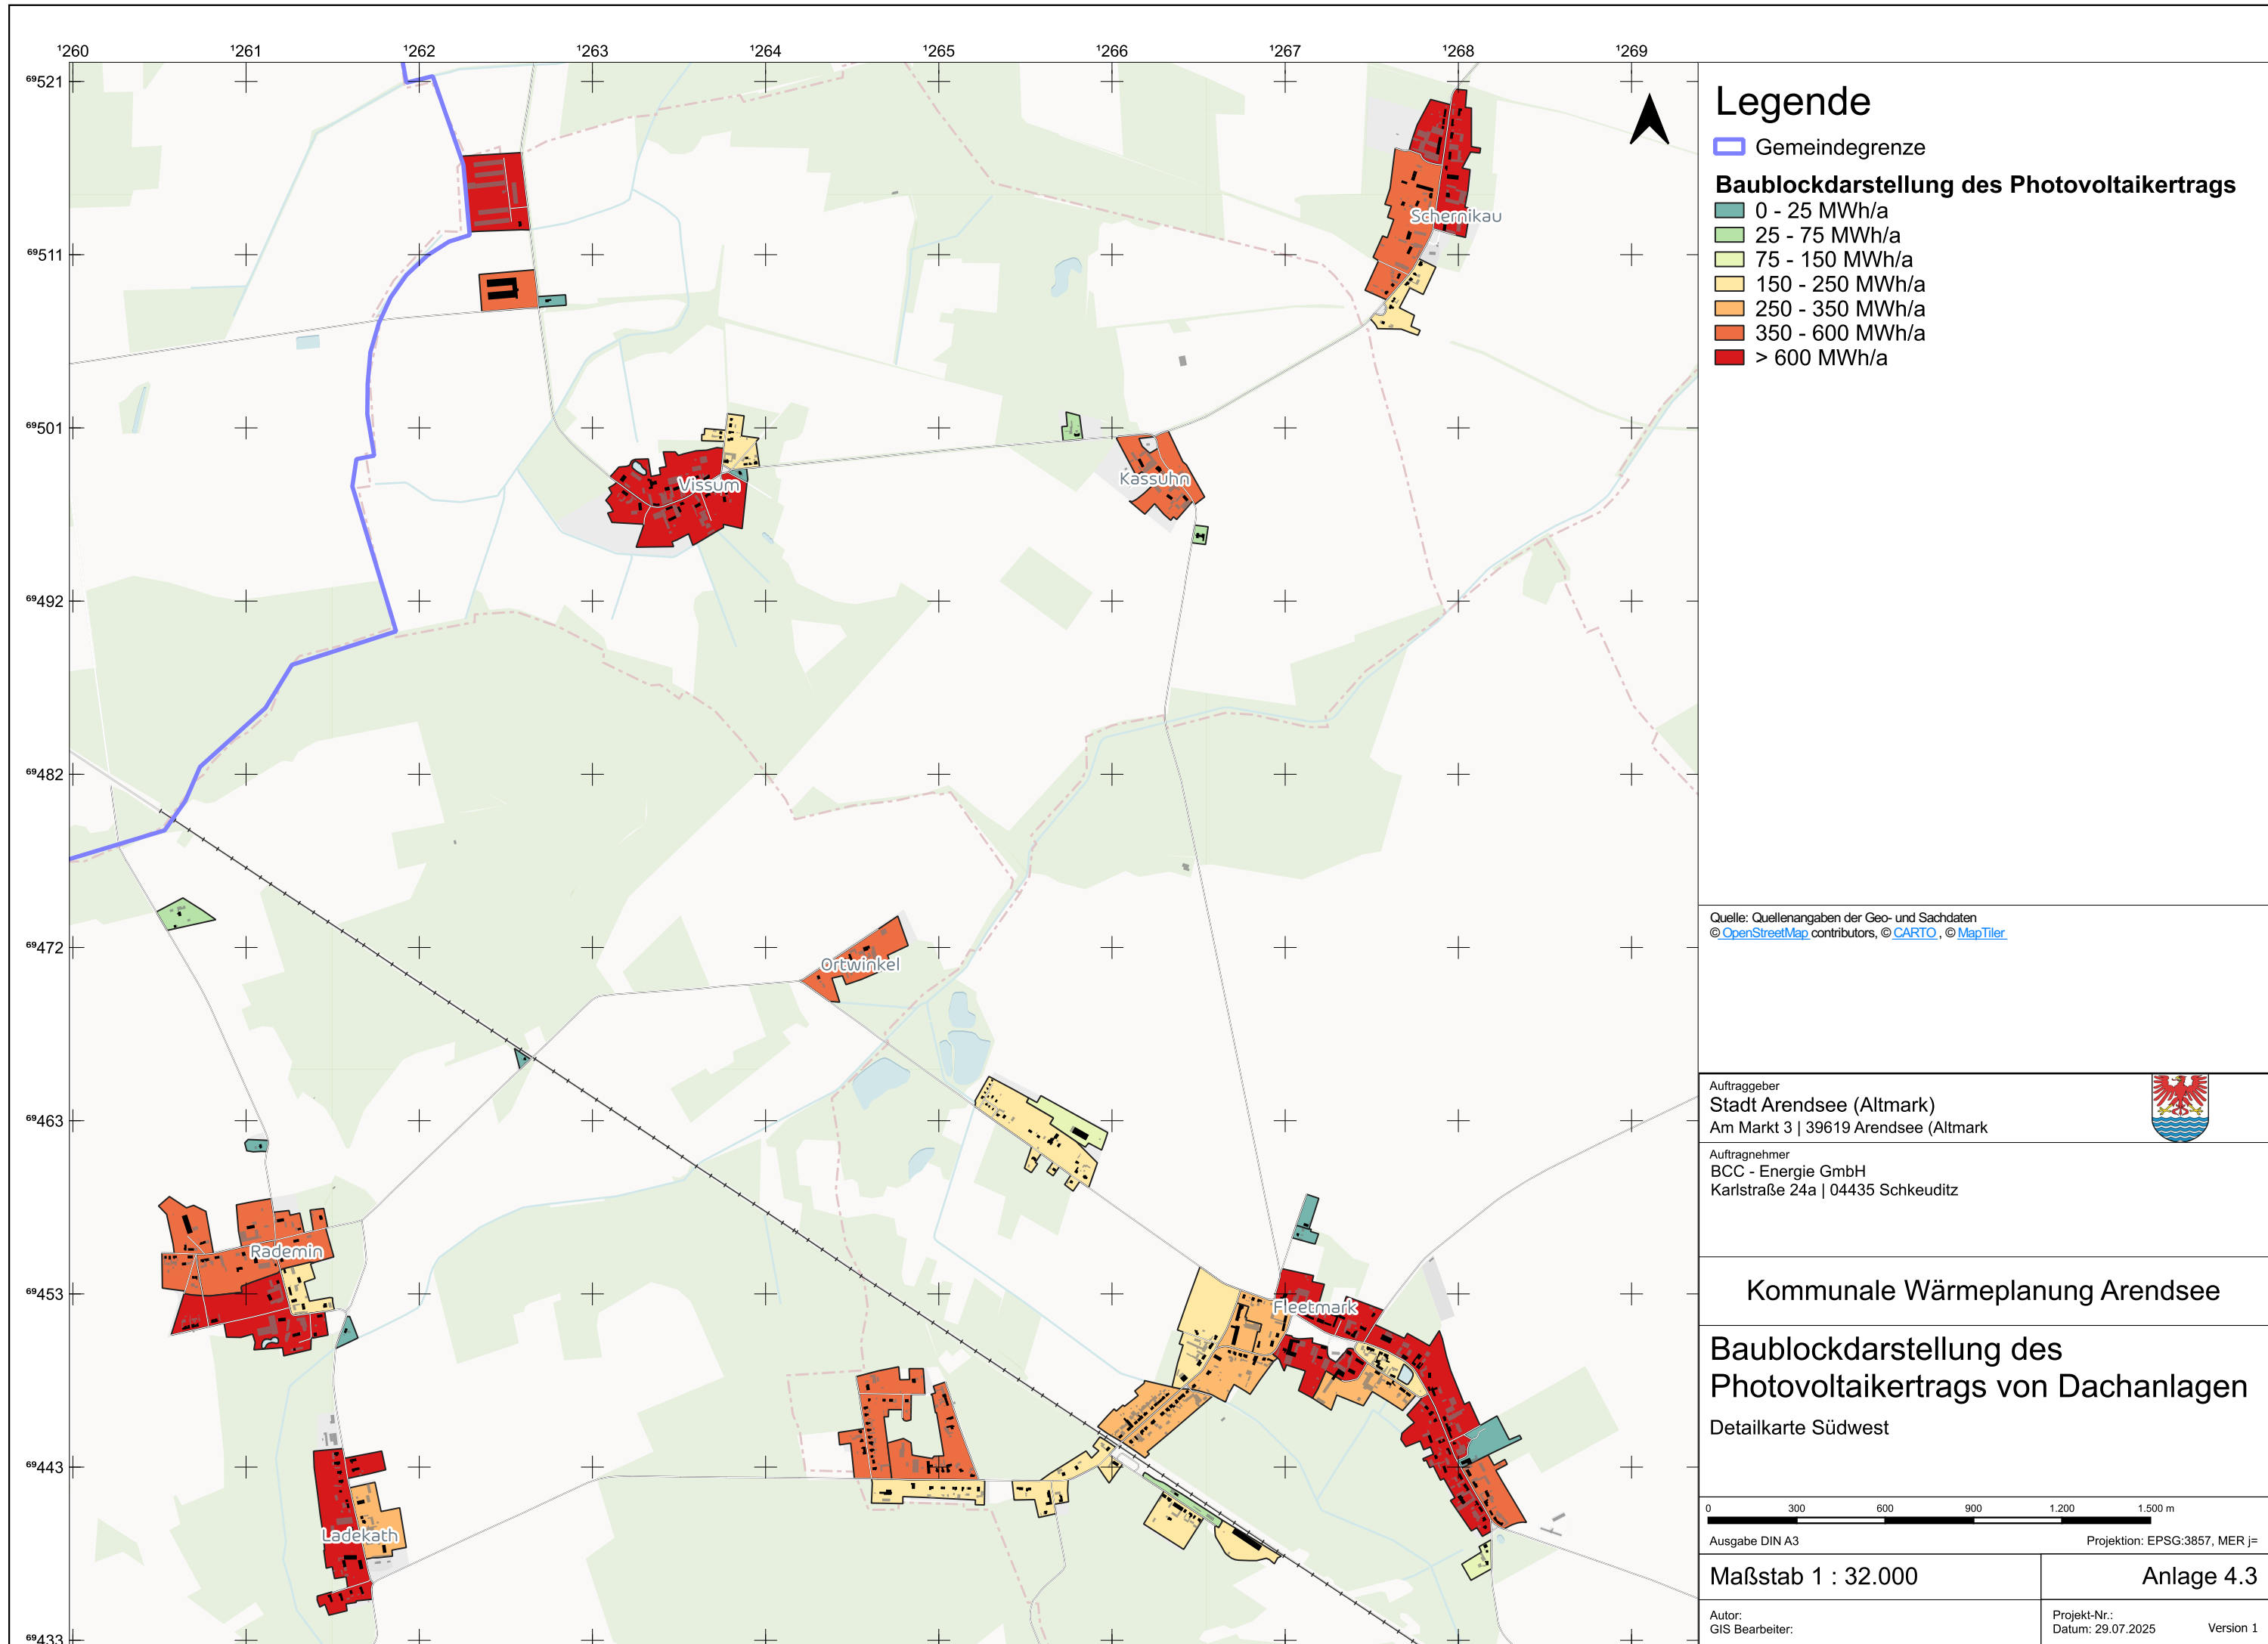 ¹260 ¹261 ¹262 ¹263 ¹264 ¹265 ¹266 ¹267 ¹268 ¹269
⁶⁹521
⁶⁹511
⁶⁹501
⁶⁹492
⁶⁹482
⁶⁹472
⁶⁹463
⁶⁹453
⁶⁹443
⁶⁹433
Schernikau
Vissum
Kassuhn
Ortwinkel
Rademin
Fleetmark
Ladekath
Legende
Gemeindegrenze
Baublockdarstellung des Photovoltaikertrags
0 - 25 MWh/a
25 - 75 MWh/a
75 - 150 MWh/a
150 - 250 MWh/a
250 - 350 MWh/a
350 - 600 MWh/a
> 600 MWh/a
Quelle: Quellenangaben der Geo- und Sachdaten
© OpenStreetMap contributors, © CARTO , © MapTiler
Auftraggeber
Stadt Arendsee (Altmark)
Am Markt 3 | 39619 Arendsee (Altmark
Auftragnehmer
BCC - Energie GmbH
Karlstraße 24a | 04435 Schkeuditz
Kommunale Wärmeplanung Arendsee
Baublockdarstellung des
Photovoltaikertrags von Dachanlagen
Detailkarte Südwest
0 300 600 900 1.200 1.500 m
Ausgabe DIN A3 Projektion: EPSG:3857, MER j=
Maßstab 1 : 32.000 Anlage 4.3
Autor:
GIS Bearbeiter:
Projekt-Nr.:
Datum: 29.07.2025 Version 1